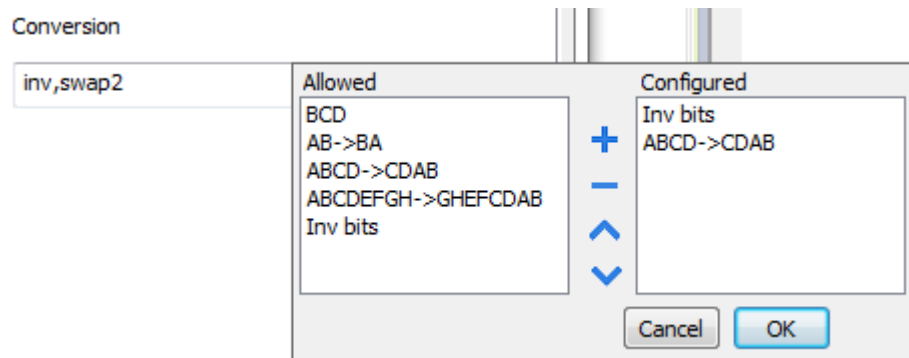 Conversion
inv,swap2
Allowed
BCD
AB->BA
ABCD->CDAB
ABCDEFGH->GHEFCDAB
Inv bits
Configured
Inv bits
ABCD->CDAB
Cancel
OK